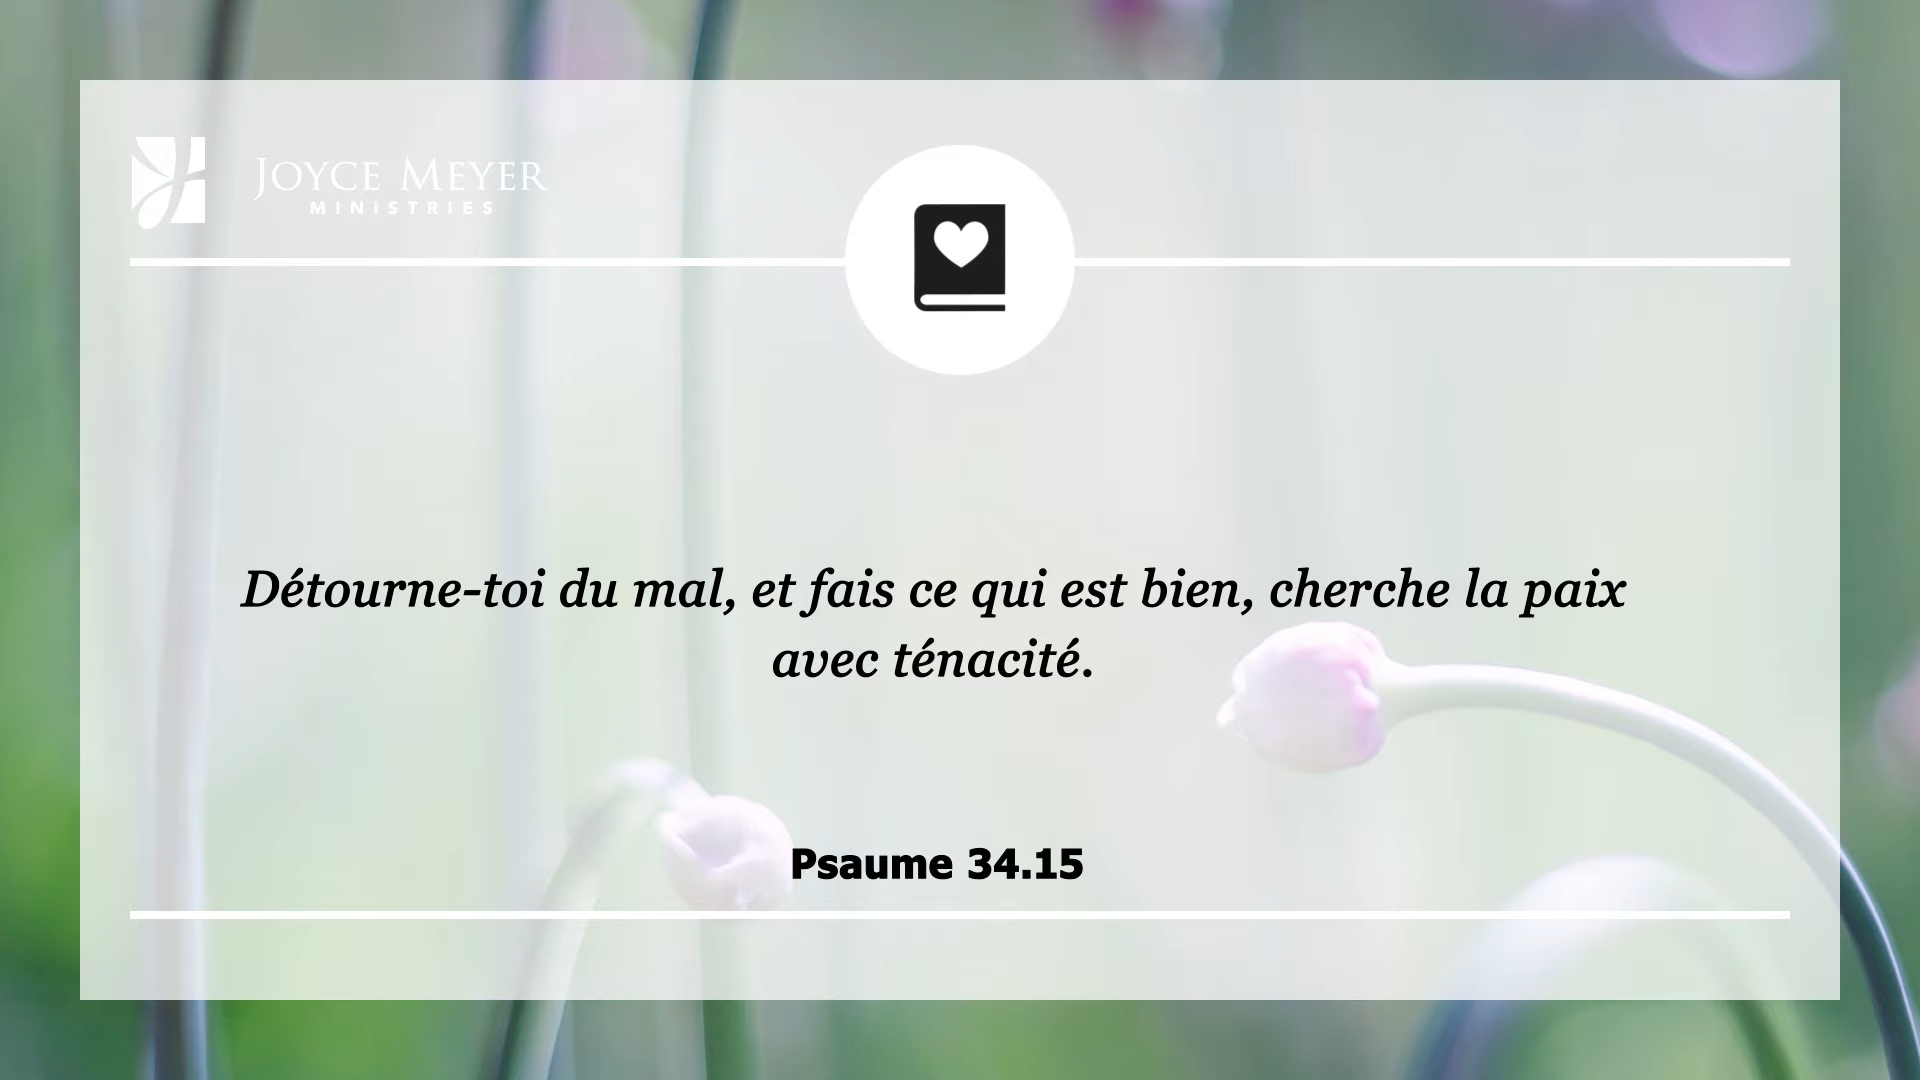 JOYCE MEYER
MINISTRIES
Détourne-toi du mal, et fais ce qui est bien, cherche la paix
avec ténacité.
Psaume 34.15